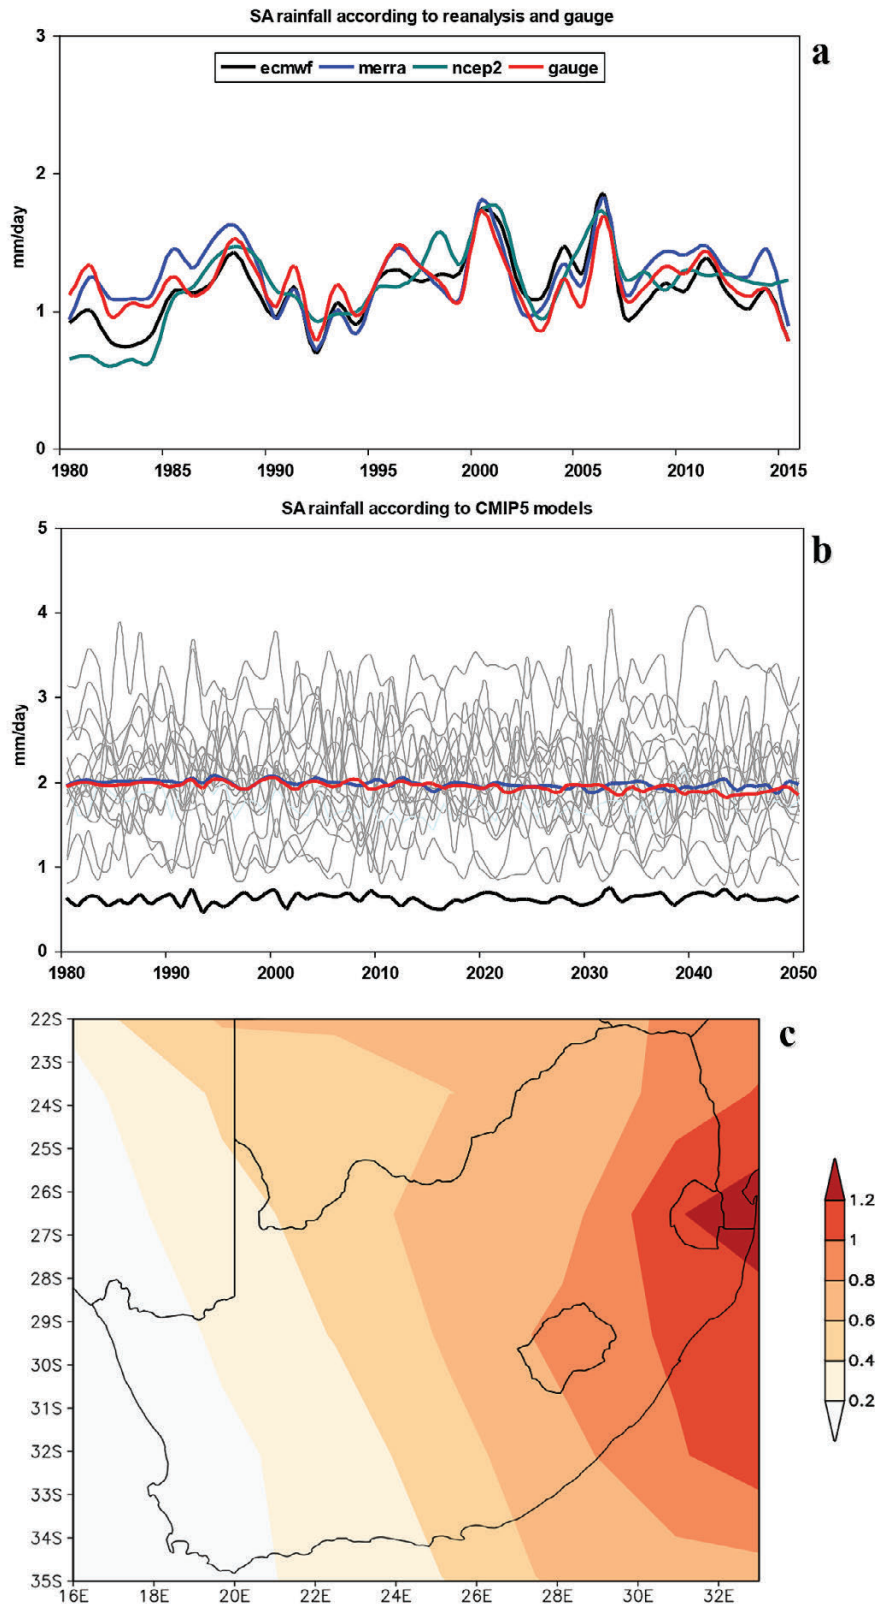 SA rainfall according to reanalysis and gauge
a
3
ecmwf merra ncep2 gauge
2
mm/day
1
0
1980 1985 1990 1995 2000 2005 2010 2015
SA rainfall according to CMIP5 models
b
5
4
3
mm/day
2
1
0
1980 1990 2000 2010 2020 2030 2040 2050
c
22S
23S
24S
25S
26S
27S
28S
29S
30S
31S
32S
33S
34S
35S
16E 18E 20E 22E 24E 26E 28E 30E 32E
1.2
1
0.8
0.6
0.4
0.2